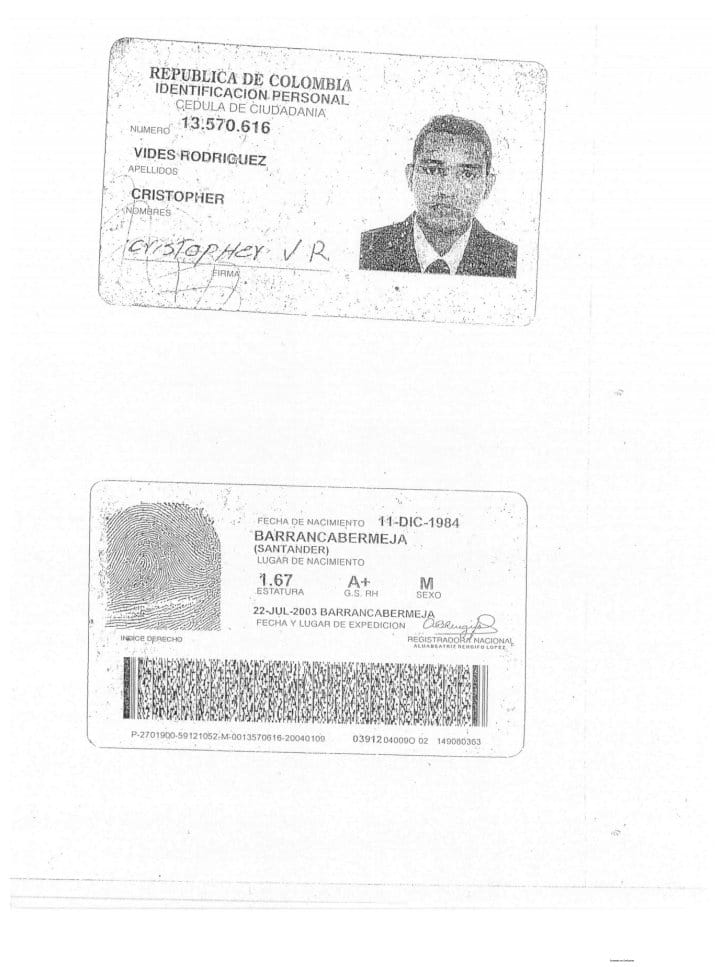 REPUBLICA DE COLOMBIA
IDENTIFICACION PERSONAL
CEDULA DE CIUDADANIA
NUMERO 13.570.616
VIDES RODRIGUEZ
APELLIDOS
CRISTOPHER
NOMBRES
Cristopher V R
FIRMA
FECHA DE NACIMIENTO 11-DIC-1984
BARRANCABERMEJA
(SANTANDER)
LUGAR DE NACIMIENTO
1.67 A+ M
ESTATURA G.S. RH SEXO
22-JUL-2003 BARRANCABERMEJA
FECHA Y LUGAR DE EXPEDICION
INDICE DERECHO
REGISTRADORA NACIONAL
ALMABEATRIZ RENGIFO LOPEZ
P-2701900-59121052-M-0013570616-20040109 0391204009O 02 149060363